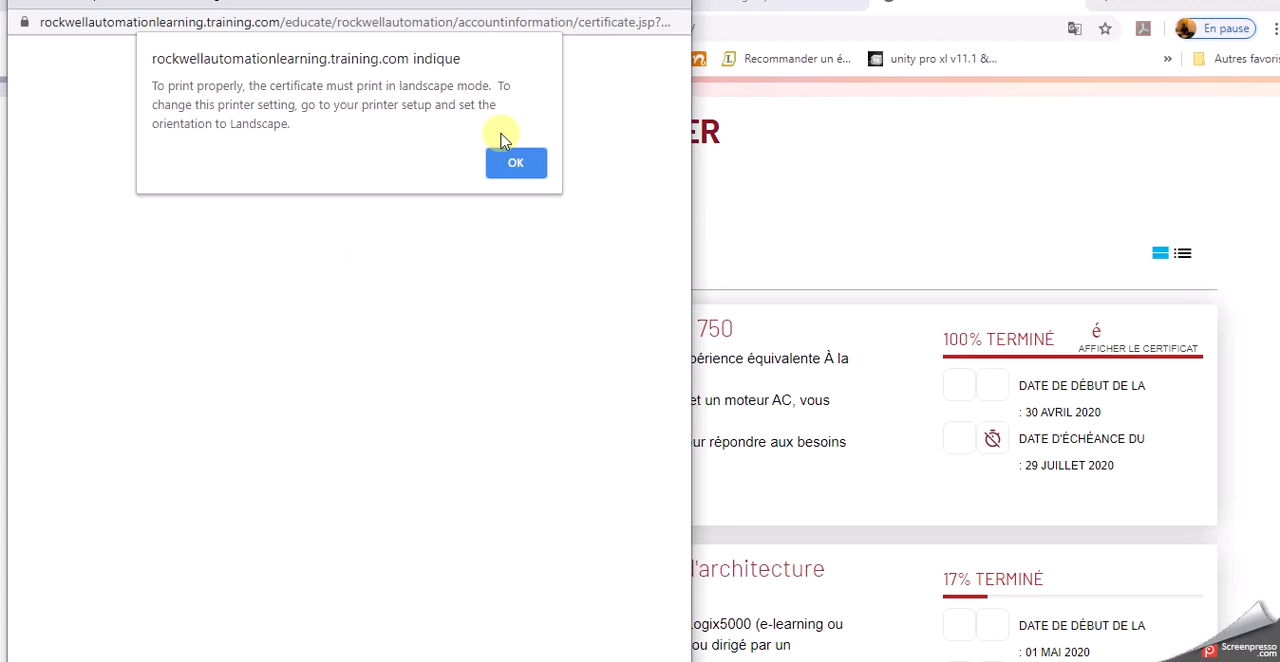 rockwellautomationlearning.training.com/educate/rockwellautomation/accountinformation/certificate.jsp?...
rockwellautomationlearning.training.com indique
To print properly, the certificate must print in landscape mode. To
change this printer setting, go to your printer setup and set the
orientation to Landscape.
OK
En pause
Recommander un é...
unity pro xl v11.1 &...
»
Autres favoris
ER
750
périence équivalente À la
et un moteur AC, vous
ur répondre aux besoins
100% TERMINÉ
é
AFFICHER LE CERTIFICAT
DATE DE DÉBUT DE LA
: 30 AVRIL 2020
DATE D'ÉCHÉANCE DU
: 29 JUILLET 2020
d'architecture
Logix5000 (e-learning ou
ou dirigé par un
17% TERMINÉ
DATE DE DÉBUT DE LA
: 01 MAI 2020
Screenpresso
.com